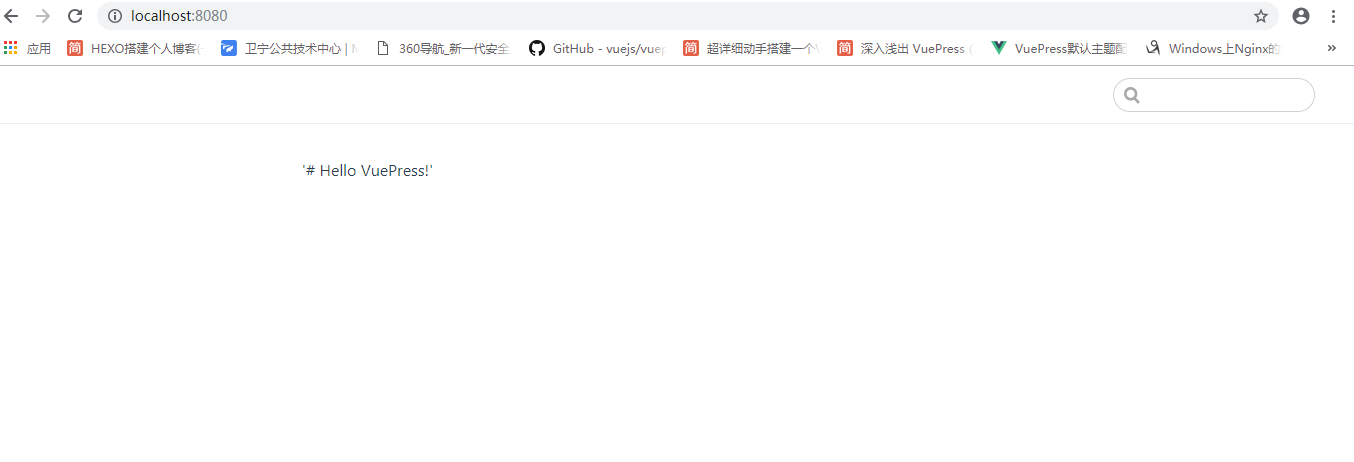 localhost:8080
应用 HEXO搭建个人博客(- 卫宁公共技术中心 | M 360导航_新一代安全 GitHub - vuejs/vuep 超详细动手搭建一个V 深入浅出 VuePress ( VuePress默认主题配 Windows上Nginx的 »
'# Hello VuePress!'